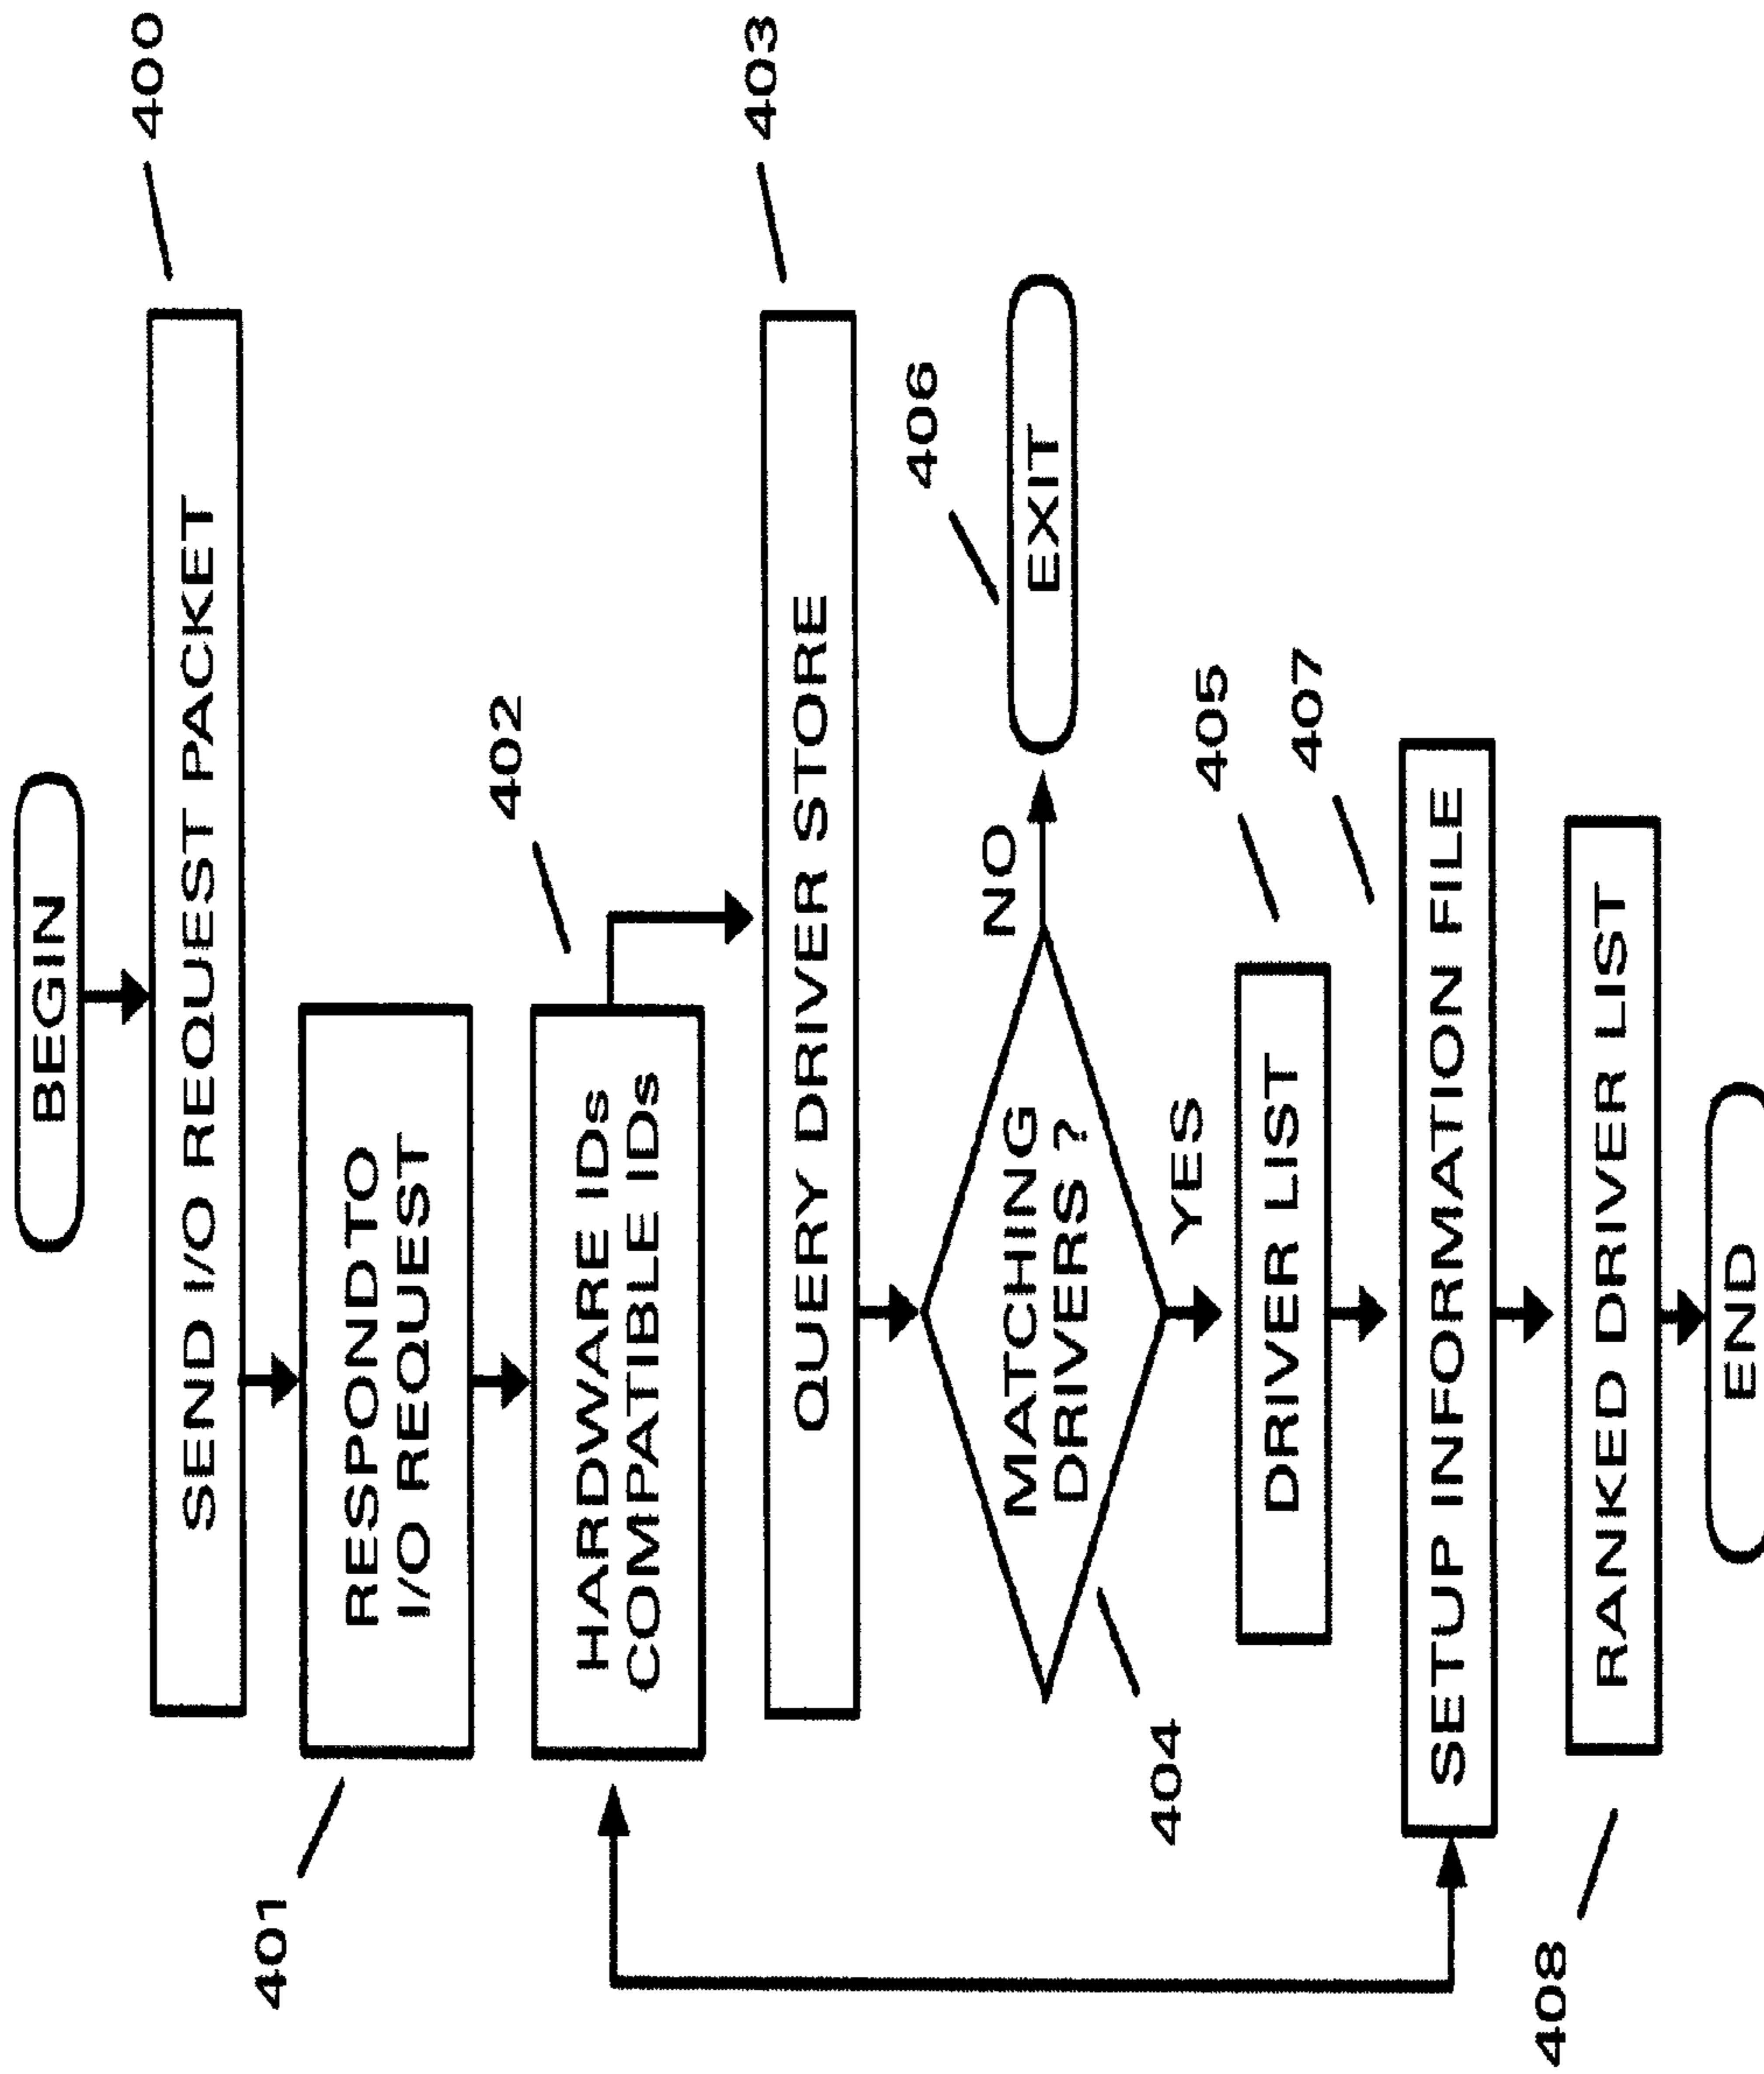 BEGIN
400
SEND I/O REQUEST PACKET
401
RESPOND TO
I/O REQUEST
402
HARDWARE IDs
COMPATIBLE IDs
403
QUERY DRIVER STORE
404
MATCHING
DRIVERS ?
NO
406
EXIT
YES
405
DRIVER LIST
407
SETUP INFORMATION FILE
408
RANKED DRIVER LIST
END